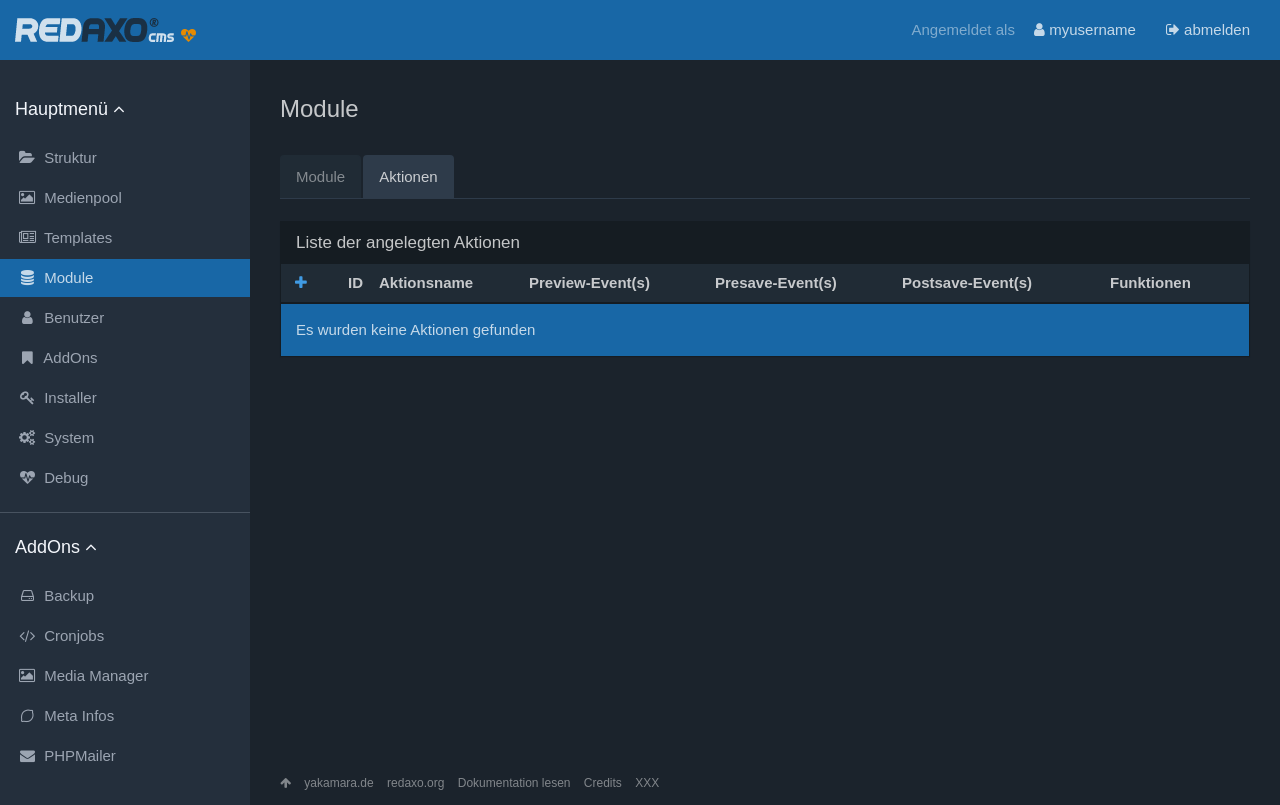 REDAXO® cms
Angemeldet als myusername abmelden
Hauptmenü
Struktur
Medienpool
Templates
Module
Benutzer
AddOns
Installer
System
Debug
AddOns
Backup
Cronjobs
Media Manager
Meta Infos
PHPMailer
Module
Module Aktionen
Liste der angelegten Aktionen
ID Aktionsname Preview-Event(s) Presave-Event(s) Postsave-Event(s) Funktionen
Es wurden keine Aktionen gefunden
yakamara.de redaxo.org Dokumentation lesen Credits XXX